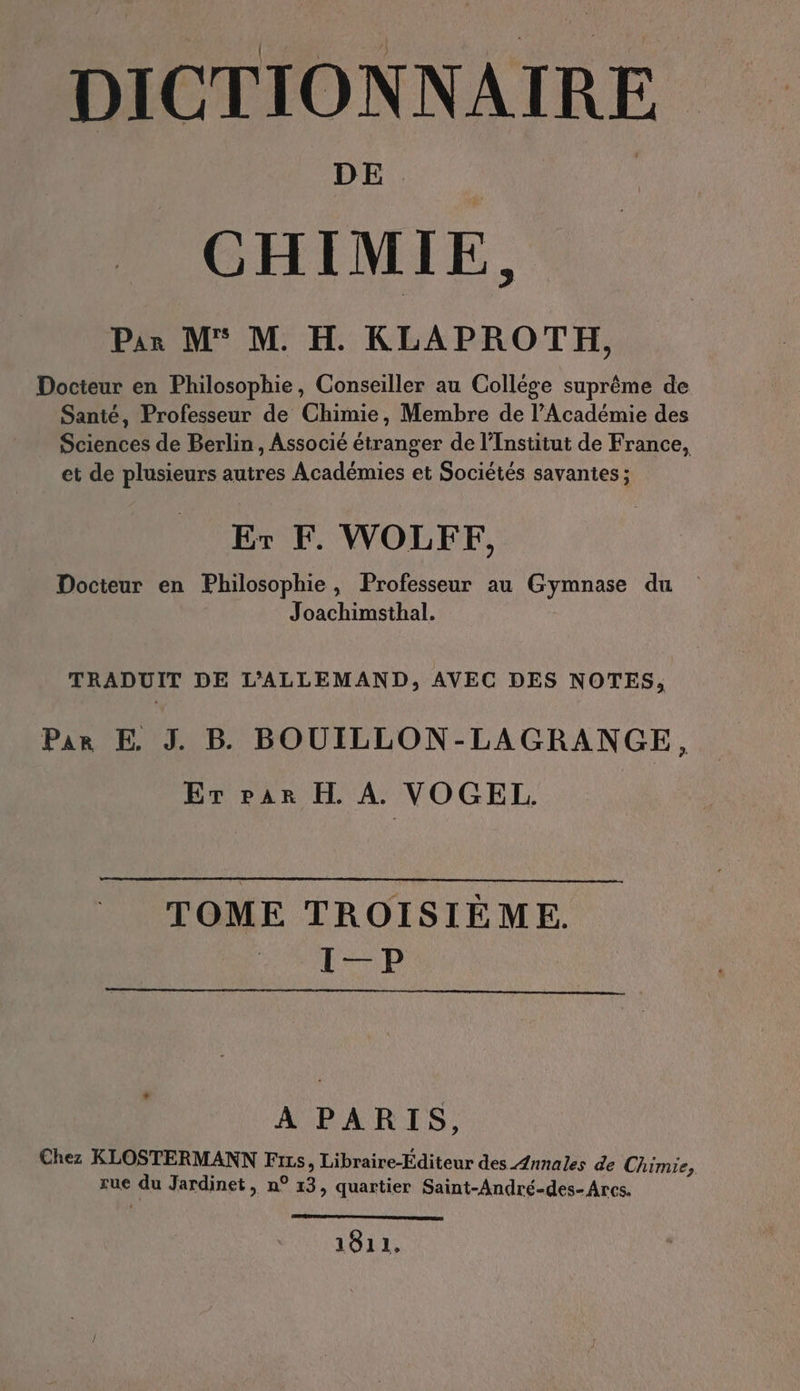 DICTIONNAIRE
DE
CHIMIE,
PAR Mrs M. H. KLAPROTH,
Docteur en Philosophie, Conseiller au Collége suprême de
Santé, Professeur de Chimie, Membre de l'Académie des
Sciences de Berlin, Associé étranger de l'Institut de France,
et de plusieurs autres Académies et Sociétés savantes;
ET F. WOLFF,
Docteur en Philosophie, Professeur au Gymnase du
Joachimsthal.
TRADUIT DE L'ALLEMAND, AVEC DES NOTES,
PAR E. J. B. BOUILLON-LAGRANGE,
ET PAR H. A. VOGEL.
TOME TROISIÈME.
I—P
A PARIS,
Chez KLOSTERMANN FILS, Libraire-Éditeur des Annales de Chimie,
rue du Jardinet, n° 13, quartier Saint-André-des-Arcs.
1811.